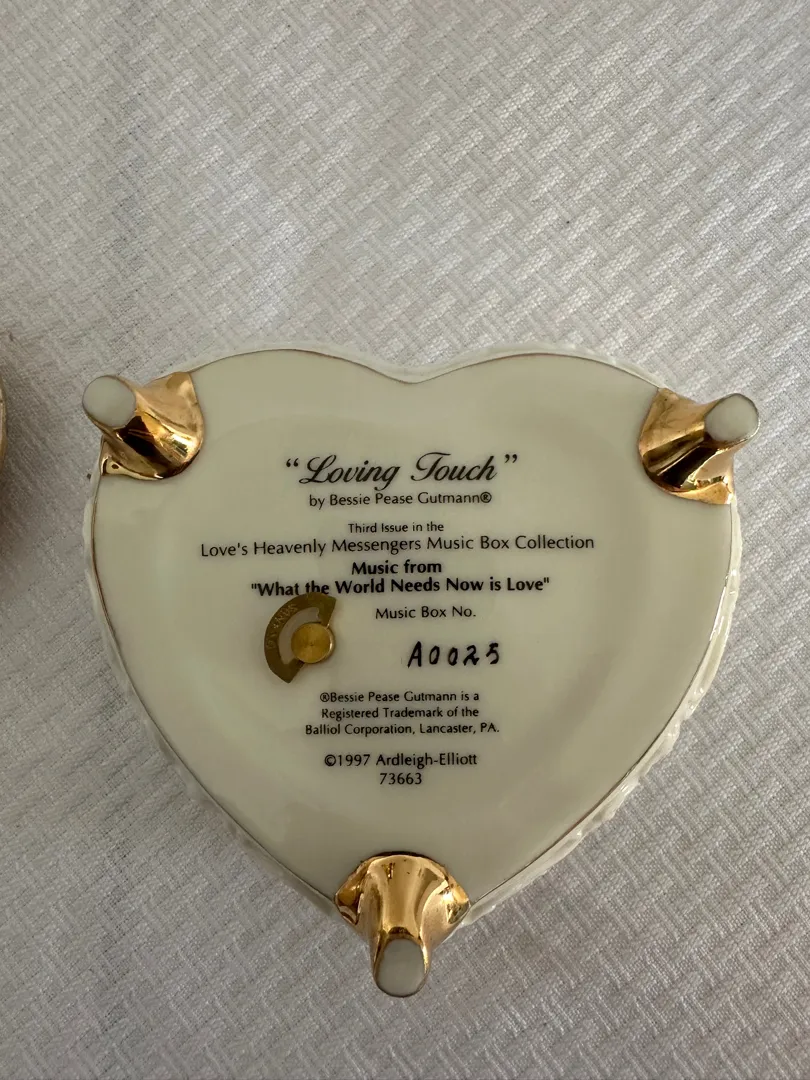 “Loving Touch”
by Bessie Pease Gutmann®
Third Issue in the
Love's Heavenly Messengers Music Box Collection
Music from
"What the World Needs Now is Love"
Music Box No.
A0025
®Bessie Pease Gutmann is a
Registered Trademark of the
Balliol Corporation, Lancaster, PA.
©1997 Ardleigh-Elliott
73663